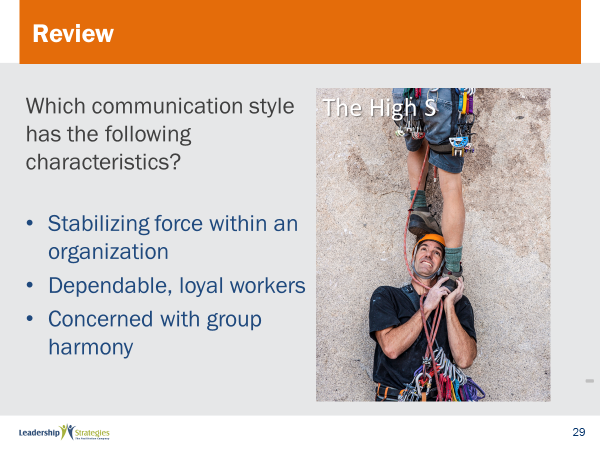 Review
Which communication style
has the following
characteristics?
• Stabilizing force within an
organization
• Dependable, loyal workers
• Concerned with group
harmony
The High S
Leadership Strategies
The Facilitation Company
29